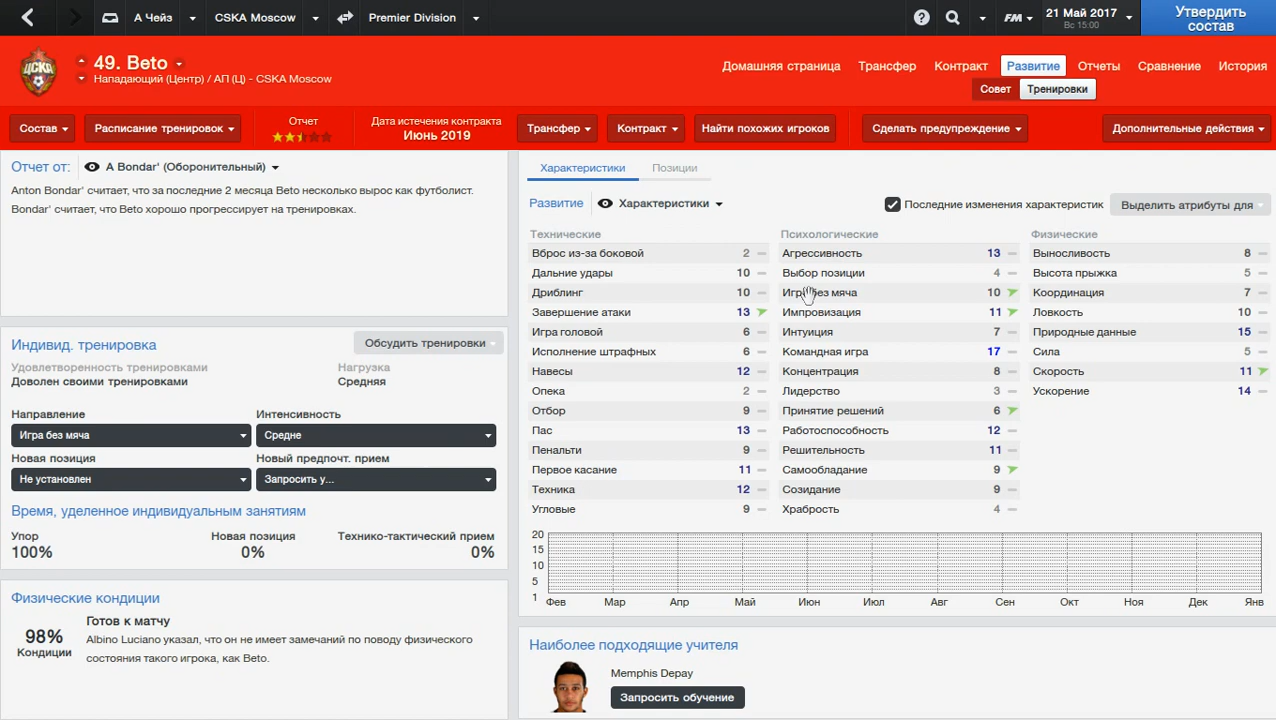 А Чейз CSKA Moscow Premier Division FM 21 Май 2017 Вс 15:00 Утвердить состав
ЦСКА 49. Beto
Нападающий (Центр) / АП (Ц) - CSKA Moscow
Домашняя страница Трансфер Контракт Развитие Отчеты Сравнение История
Совет Тренировки
Состав Расписание тренировок Отчет Дата истечения контракта Июнь 2019 Трансфер Контракт Найти похожих игроков Сделать предупреждение Дополнительные действия
Отчет от: A Bondar' (Оборонительный)
Anton Bondar' считает, что за последние 2 месяца Beto несколько вырос как футболист.
Bondar' считает, что Beto хорошо прогрессирует на тренировках.
Индивид. тренировка Обсудить тренировки
Удовлетворенность тренировками Нагрузка
Доволен своими тренировками Средняя
Направление Интенсивность
Игра без мяча Средне
Новая позиция Новый предпочт. прием
Не установлен Запросить у...
Время, уделенное индивидуальным занятиям
Упор Новая позиция Технико-тактический прием
100% 0% 0%
Физические кондиции
98% Кондиции
Готов к матчу
Albino Luciano указал, что он не имеет замечаний по поводу физического
состояния такого игрока, как Beto.
Характеристики Позиции
Развитие Характеристики Последние изменения характеристик Выделить атрибуты для
Технические Психологические Физические
Вброс из-за боковой 2 Агрессивность 13 Выносливость 8
Дальние удары 10 Выбор позиции 4 Высота прыжка 5
Дриблинг 10 Игра без мяча 10 Координация 7
Завершение атаки 13 Импровизация 11 Ловкость 10
Игра головой 6 Интуиция 7 Природные данные 15
Исполнение штрафных 6 Командная игра 17 Сила 5
Навесы 12 Концентрация 8 Скорость 11
Опека 2 Лидерство 3 Ускорение 14
Отбор 9 Принятие решений 6
Пас 13 Работоспособность 12
Пенальти 9 Решительность 11
Первое касание 11 Самообладание 9
Техника 12 Созидание 9
Угловые 9 Храбрость 4
20
15
10
5
1
Фев Мар Апр Май Июн Июл Авг Сен Окт Ноя Дек Янв
Наиболее подходящие учителя
Memphis Depay
Запросить обучение